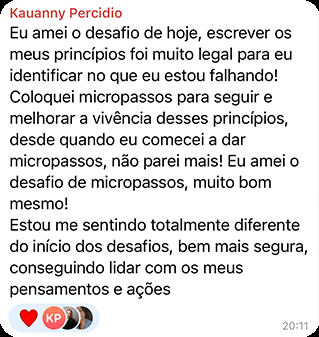 Kauanny Percidio
Eu amei o desafio de hoje, escrever os
meus princípios foi muito legal para eu
identificar no que eu estou falhando!
Coloquei micropassos para seguir e
melhorar a vivência desses princípios,
desde quando eu comecei a dar
micropassos, não parei mais! Eu amei o
desafio de micropassos, muito bom
mesmo!
Estou me sentindo totalmente diferente
do início dos desafios, bem mais segura,
conseguindo lidar com os meus
pensamentos e ações
KP
20:11